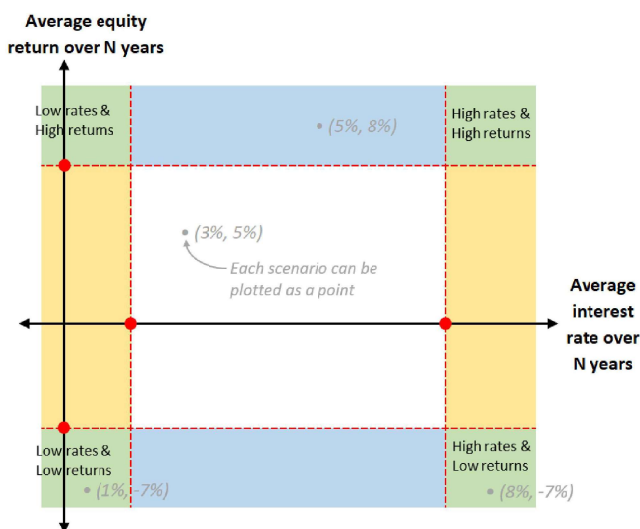 Average equity
return over N years
Low rates &
High returns
High rates &
High returns
(5%, 8%)
(3%, 5%)
Each scenario can be
plotted as a point
Average
interest
rate over
N years
Low rates &
Low returns
High rates &
Low returns
(1%, -7%)
(8%, -7%)